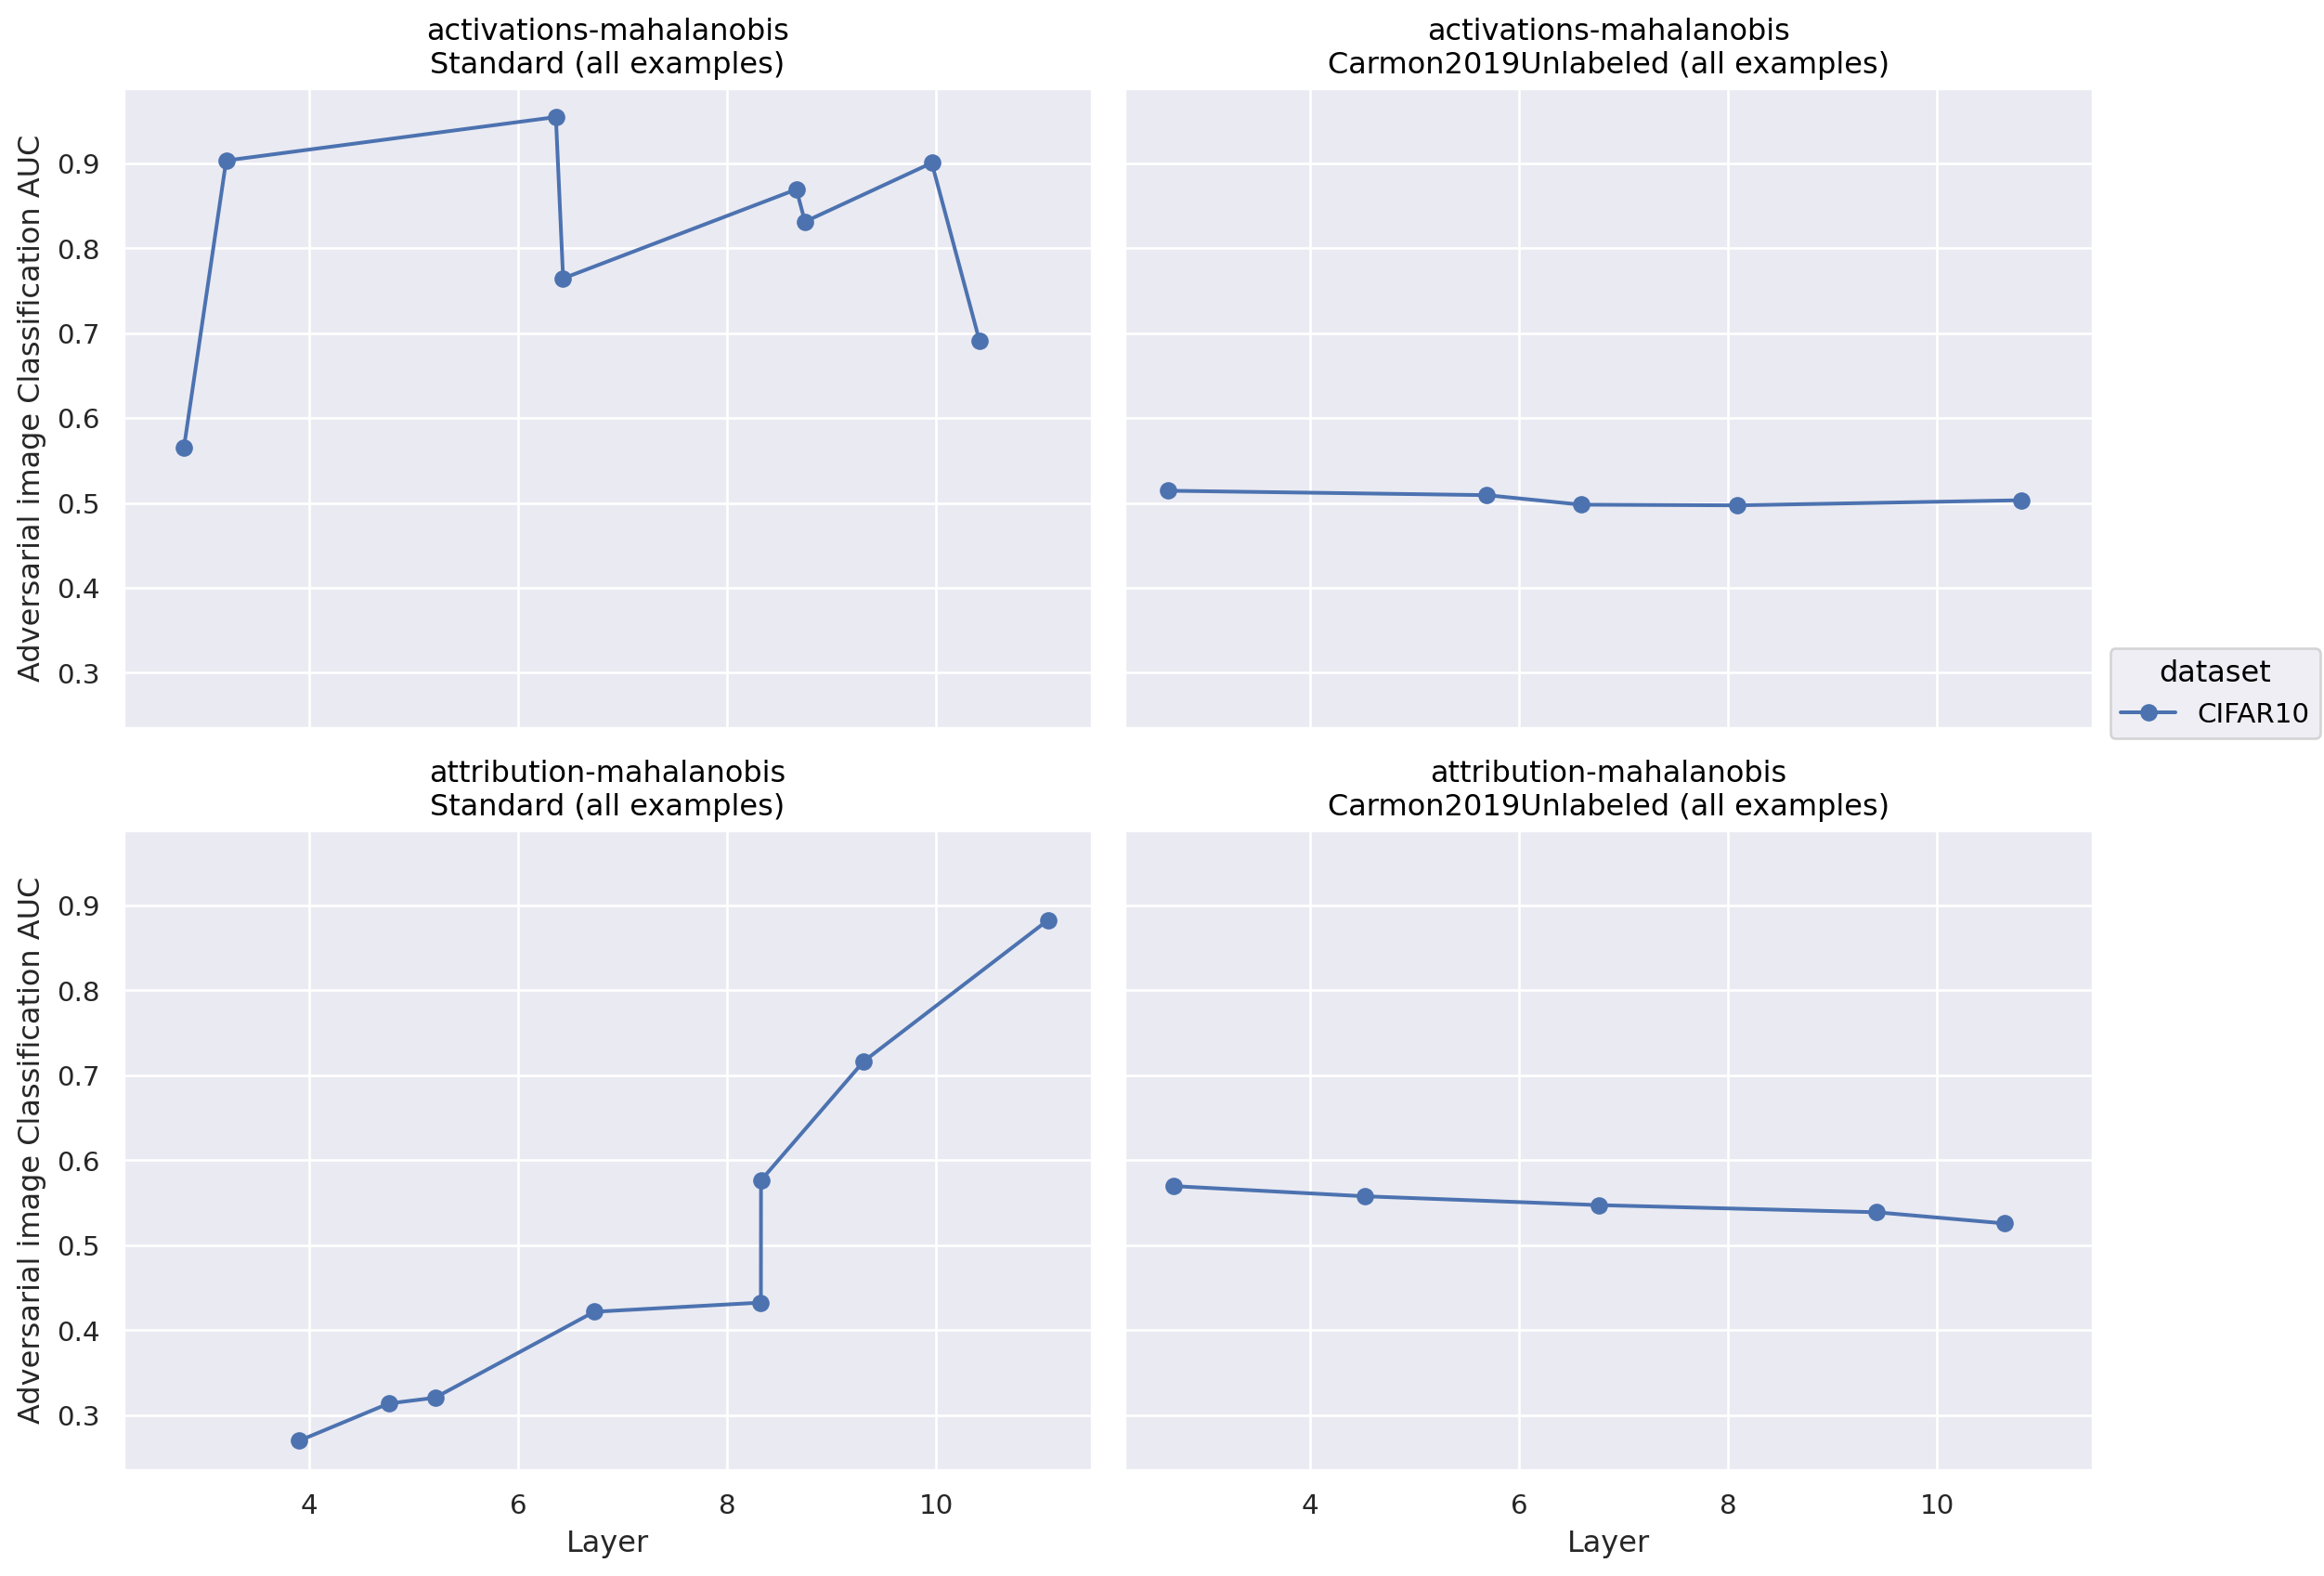 activations-mahalanobis
Standard (all examples)
activations-mahalanobis
Carmon2019Unlabeled (all examples)
Adversarial image Classification AUC
0.9
0.8
0.7
0.6
0.5
0.4
0.3
dataset
CIFAR10
attribution-mahalanobis
Standard (all examples)
attribution-mahalanobis
Carmon2019Unlabeled (all examples)
Adversarial image Classification AUC
0.9
0.8
0.7
0.6
0.5
0.4
0.3
4 6 8 10
Layer
4 6 8 10
Layer